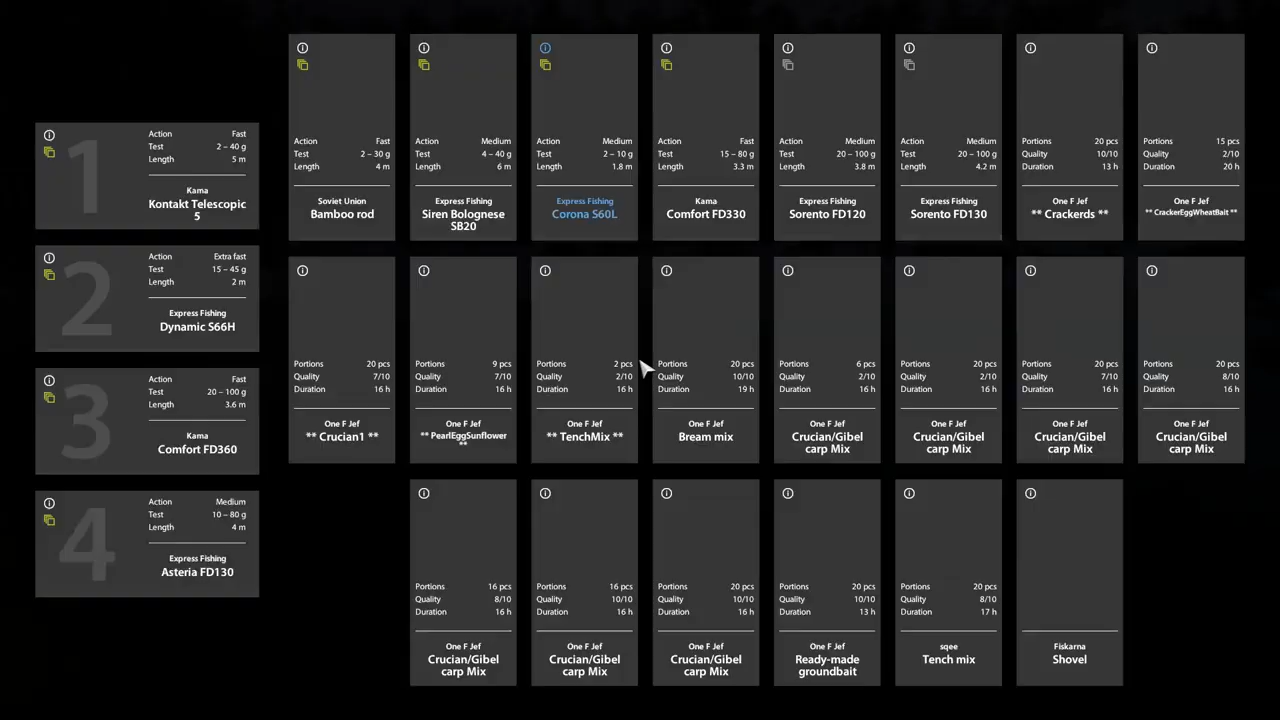 1
Action Fast
Test 2 – 40 g
Length 5 m
Kama
Kontakt Telescopic
5
2
Action Extra fast
Test 15 – 45 g
Length 2 m
Express Fishing
Dynamic S66H
3
Action Fast
Test 20 – 100 g
Length 3.6 m
Kama
Comfort FD360
4
Action Medium
Test 10 – 80 g
Length 4 m
Express Fishing
Asteria FD130
Action Fast
Test 2 – 30 g
Length 4 m
Soviet Union
Bamboo rod
Action Medium
Test 4 – 40 g
Length 6 m
Express Fishing
Siren Bolognese
SB20
Action Medium
Test 2 – 10 g
Length 1.8 m
Express Fishing
Corona S60L
Action Fast
Test 15 – 80 g
Length 3.3 m
Kama
Comfort FD330
Action Medium
Test 20 – 100 g
Length 3.8 m
Express Fishing
Sorento FD120
Action Medium
Test 20 – 100 g
Length 4.2 m
Express Fishing
Sorento FD130
Portions 20 pcs
Quality 10/10
Duration 13 h
One F Jef
** Crackerds **
Portions 15 pcs
Quality 2/10
Duration 20 h
One F Jef
** CrackerEggWheatBait **
Portions 20 pcs
Quality 7/10
Duration 16 h
One F Jef
** Crucian1 **
Portions 9 pcs
Quality 7/10
Duration 16 h
One F Jef
** PearlEggSunflower
**
Portions 2 pcs
Quality 2/10
Duration 16 h
One F Jef
** TenchMix **
Portions 20 pcs
Quality 10/10
Duration 19 h
One F Jef
Bream mix
Portions 6 pcs
Quality 2/10
Duration 16 h
One F Jef
Crucian/Gibel
carp Mix
Portions 20 pcs
Quality 2/10
Duration 16 h
One F Jef
Crucian/Gibel
carp Mix
Portions 20 pcs
Quality 7/10
Duration 16 h
One F Jef
Crucian/Gibel
carp Mix
Portions 20 pcs
Quality 8/10
Duration 16 h
One F Jef
Crucian/Gibel
carp Mix
Portions 16 pcs
Quality 8/10
Duration 16 h
One F Jef
Crucian/Gibel
carp Mix
Portions 16 pcs
Quality 10/10
Duration 16 h
One F Jef
Crucian/Gibel
carp Mix
Portions 20 pcs
Quality 10/10
Duration 16 h
One F Jef
Crucian/Gibel
carp Mix
Portions 20 pcs
Quality 10/10
Duration 13 h
One F Jef
Ready-made
groundbait
Portions 20 pcs
Quality 8/10
Duration 17 h
sqee
Tench mix
Fiskarna
Shovel